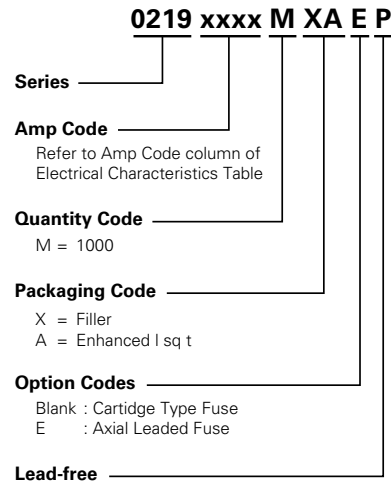 0219 xxxx M XA E P
Series
Amp Code
Refer to Amp Code column of
Electrical Characteristics Table
Quantity Code
M = 1000
Packaging Code
X = Filler
A = Enhanced I sq t
Option Codes
Blank : Cartidge Type Fuse
E : Axial Leaded Fuse
Lead-free